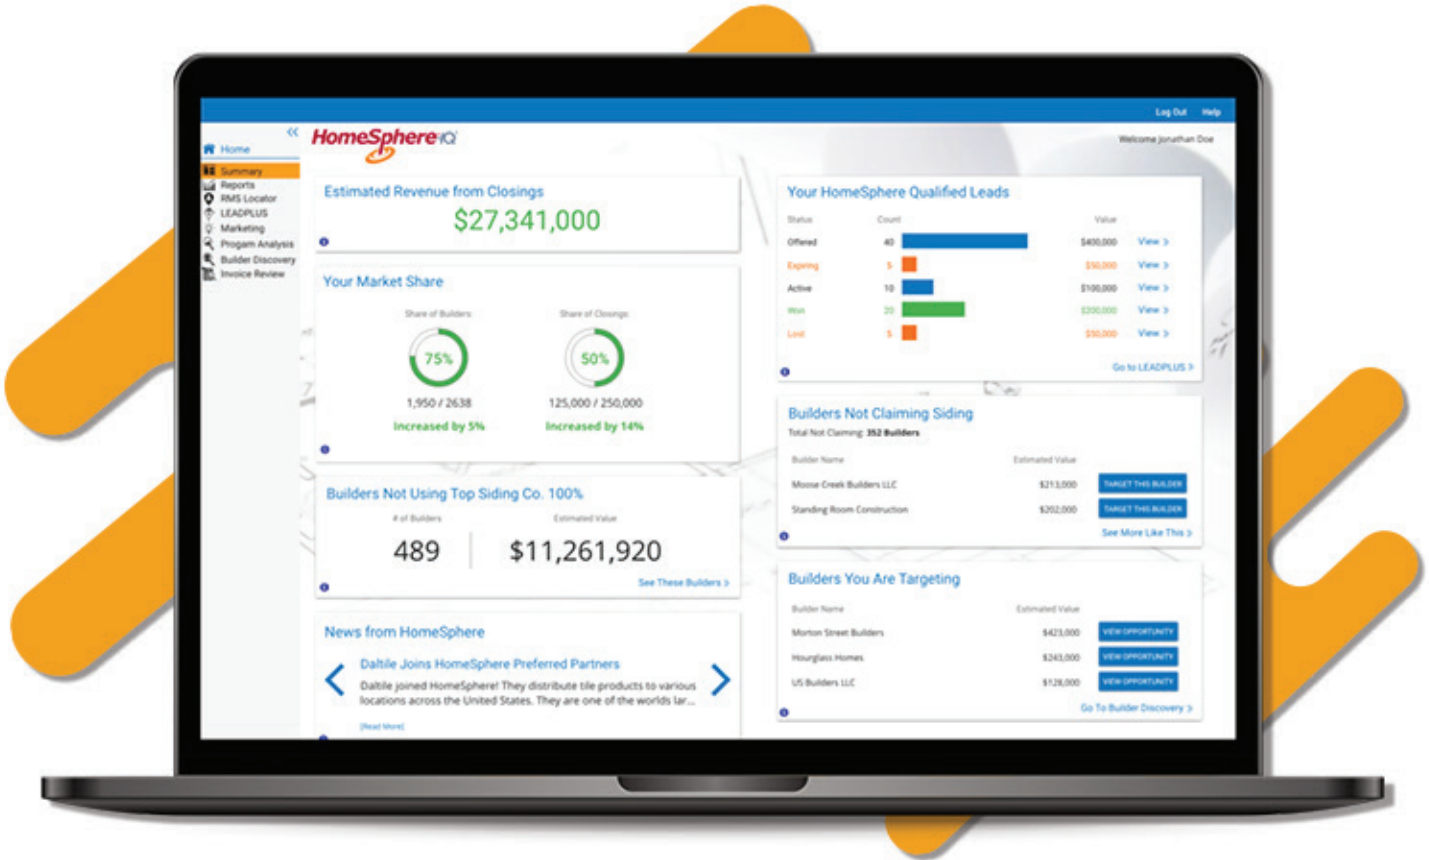 Log Out Help
Welcome Jonathan Doe
HomeSphere IQ
Home
Summary
Reports
RMS Locator
LEADPLUS
Marketing
Progam Analysis
Builder Discovery
Invoice Review
Estimated Revenue from Closings
$27,341,000
Your Market Share
Share of Builders Share of Closings
75% 50%
1,950 / 2638 125,000 / 250,000
Increased by 5% Increased by 14%
Builders Not Using Top Siding Co. 100%
# of Builders Estimated Value
489 $11,261,920
See These Builders >
News from HomeSphere
Daltile Joins HomeSphere Preferred Partners
Daltile joined HomeSphere! They distribute tile products to various
locations across the United States. They are one of the worlds lar...
[Read More]
Your HomeSphere Qualified Leads
Status Count Value
Offered 40 $400,000 View >
Expiring 5 $50,000 View >
Active 10 $100,000 View >
Won 20 $200,000 View >
Lost 5 $50,000 View >
Go to LEADPLUS >
Builders Not Claiming Siding
Total Not Claiming: 352 Builders
Builder Name Estimated Value
Moose Creek Builders LLC $213,000 TARGET THIS BUILDER
Standing Room Construction $202,000 TARGET THIS BUILDER
See More Like This >
Builders You Are Targeting
Builder Name Estimated Value
Morton Street Builders $423,000 VIEW OPPORTUNITY
Hourglass Homes $243,000 VIEW OPPORTUNITY
US Builders LLC $128,000 VIEW OPPORTUNITY
Go To Builder Discovery >